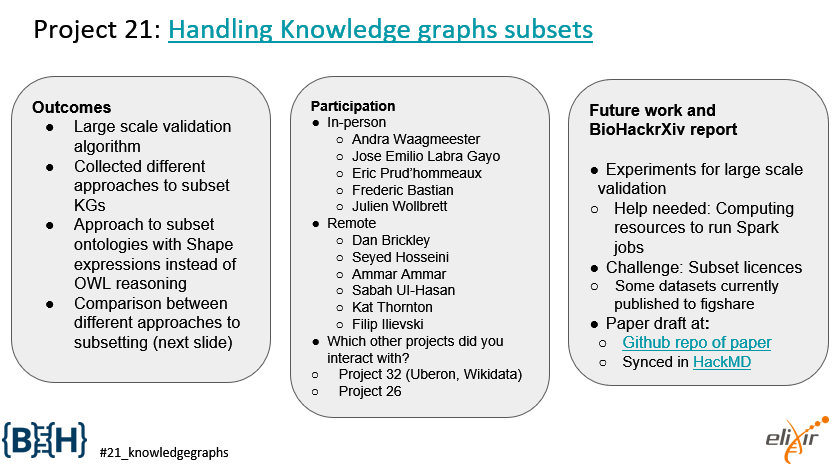 Project 21: Handling Knowledge graphs subsets
Outcomes
● Large scale validation
algorithm
● Collected different
approaches to subset
KGs
● Approach to subset
ontologies with Shape
expressions instead of
OWL reasoning
● Comparison between
different approaches to
subsetting (next slide)
Participation
● In-person
○ Andra Waagmeester
○ Jose Emilio Labra Gayo
○ Eric Prud’hommeaux
○ Frederic Bastian
○ Julien Wollbrett
● Remote
○ Dan Brickley
○ Seyed Hosseini
○ Ammar Ammar
○ Sabah Ul-Hasan
○ Kat Thornton
○ Filip Ilievski
● Which other projects did you
interact with?
○ Project 32 (Uberon, Wikidata)
○ Project 26
Future work and
BioHackrXiv report
● Experiments for large scale
validation
○ Help needed: Computing
resources to run Spark
jobs
● Challenge: Subset licences
○ Some datasets currently
published to figshare
● Paper draft at:
○ Github repo of paper
○ Synced in HackMD
{BH}
#21_knowledgegraphs
elixir